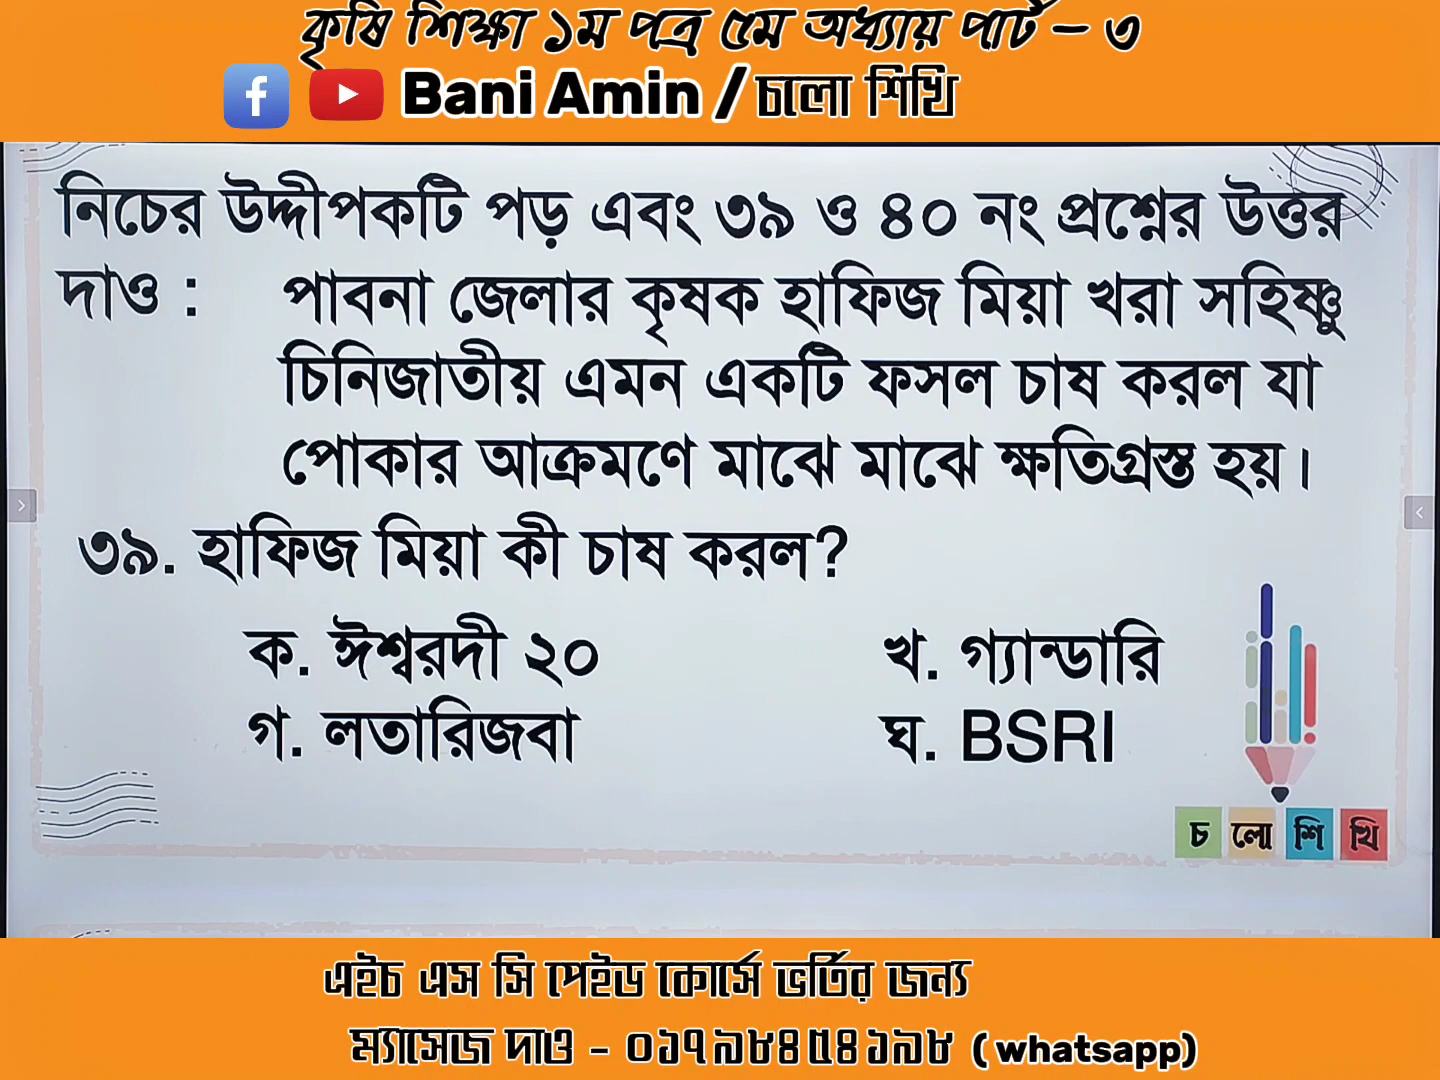 কৃষি শিক্ষা ১ম পত্র ৫ম অধ্যায় পার্ট – ৩
Bani Amin / চলো শিখি
নিচের উদ্দীপকটি পড় এবং ৩৯ ও ৪০ নং প্রশ্নের উত্তর
দাও : পাবনা জেলার কৃষক হাফিজ মিয়া খরা সহিষ্ণু
চিনিজাতীয় এমন একটি ফসল চাষ করল যা
পোকার আক্রমণে মাঝে মাঝে ক্ষতিগ্রস্ত হয়।
৩৯. হাফিজ মিয়া কী চাষ করল?
ক. ঈশ্বরদী ২০ খ. গ্যান্ডারি
গ. লতারিজবা ঘ. BSRI
চ লো শি খি
এইচ এস সি পেইড কোর্সে ভর্তির জন্য
ম্যাসেজ দাও - ০১৭৯৮৪৫৪১৯৮ ( whatsapp)